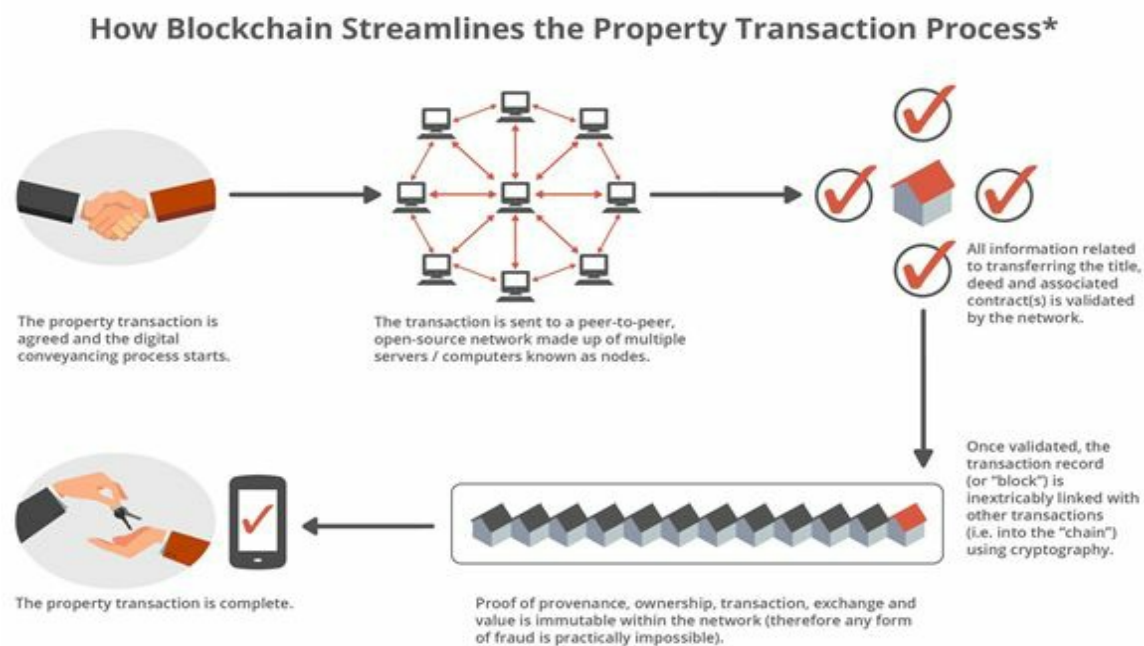 How Blockchain Streamlines the Property Transaction Process*
The property transaction is
agreed and the digital
conveyancing process starts.
The transaction is sent to a peer-to-peer,
open-source network made up of multiple
servers / computers known as nodes.
All information related
to transferring the title,
deed and associated
contract(s) is validated
by the network.
Once validated, the
transaction record
(or “block”) is
inextricably linked with
other transactions
(i.e. into the “chain”)
using cryptography.
Proof of provenance, ownership, transaction, exchange and
value is immutable within the network (therefore any form
of fraud is practically impossible).
The property transaction is complete.